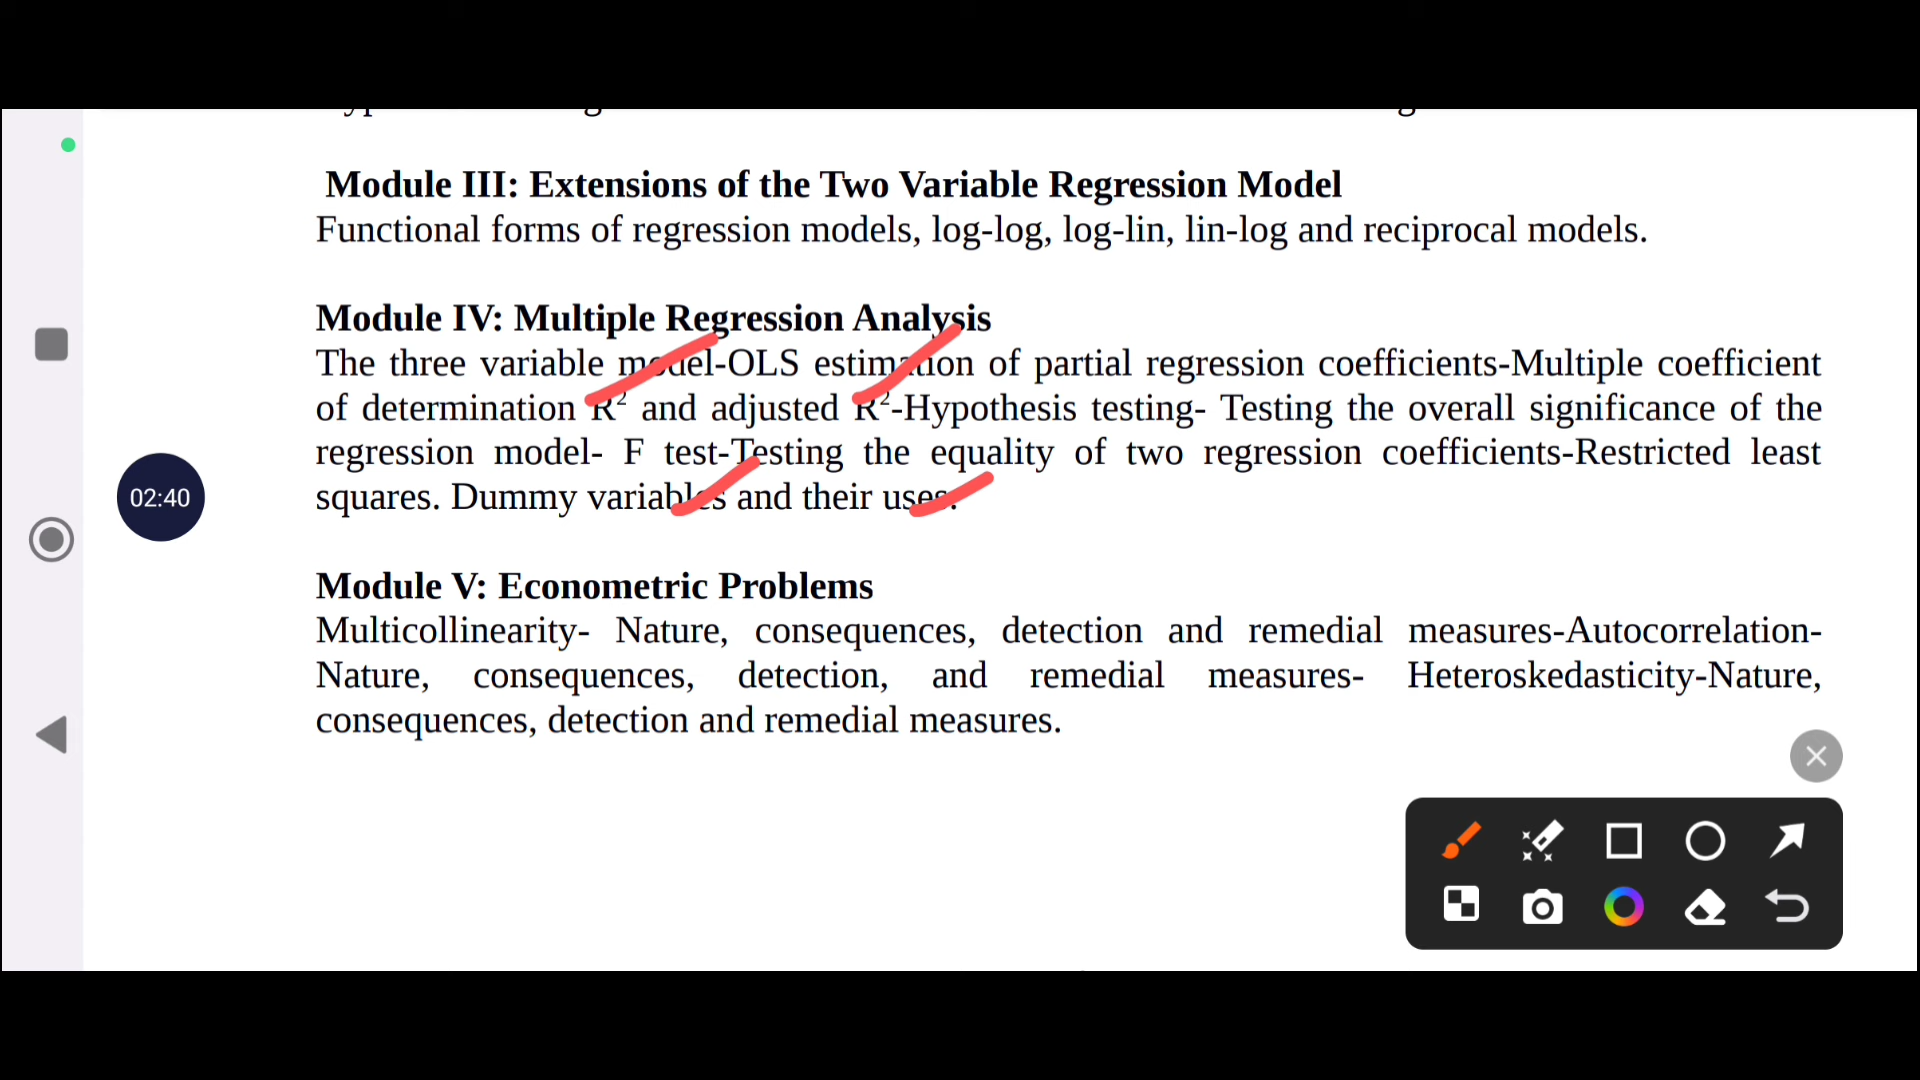 Module III: Extensions of the Two Variable Regression Model
Functional forms of regression models, log-log, log-lin, lin-log and reciprocal models.
Module IV: Multiple Regression Analysis
The three variable model-OLS estimation of partial regression coefficients-Multiple coefficient
of determination R² and adjusted R²-Hypothesis testing- Testing the overall significance of the
regression model- F test-Testing the equality of two regression coefficients-Restricted least
squares. Dummy variables and their uses.
02:40
Module V: Econometric Problems
Multicollinearity- Nature, consequences, detection and remedial measures-Autocorrelation-
Nature, consequences, detection, and remedial measures- Heteroskedasticity-Nature,
consequences, detection and remedial measures.